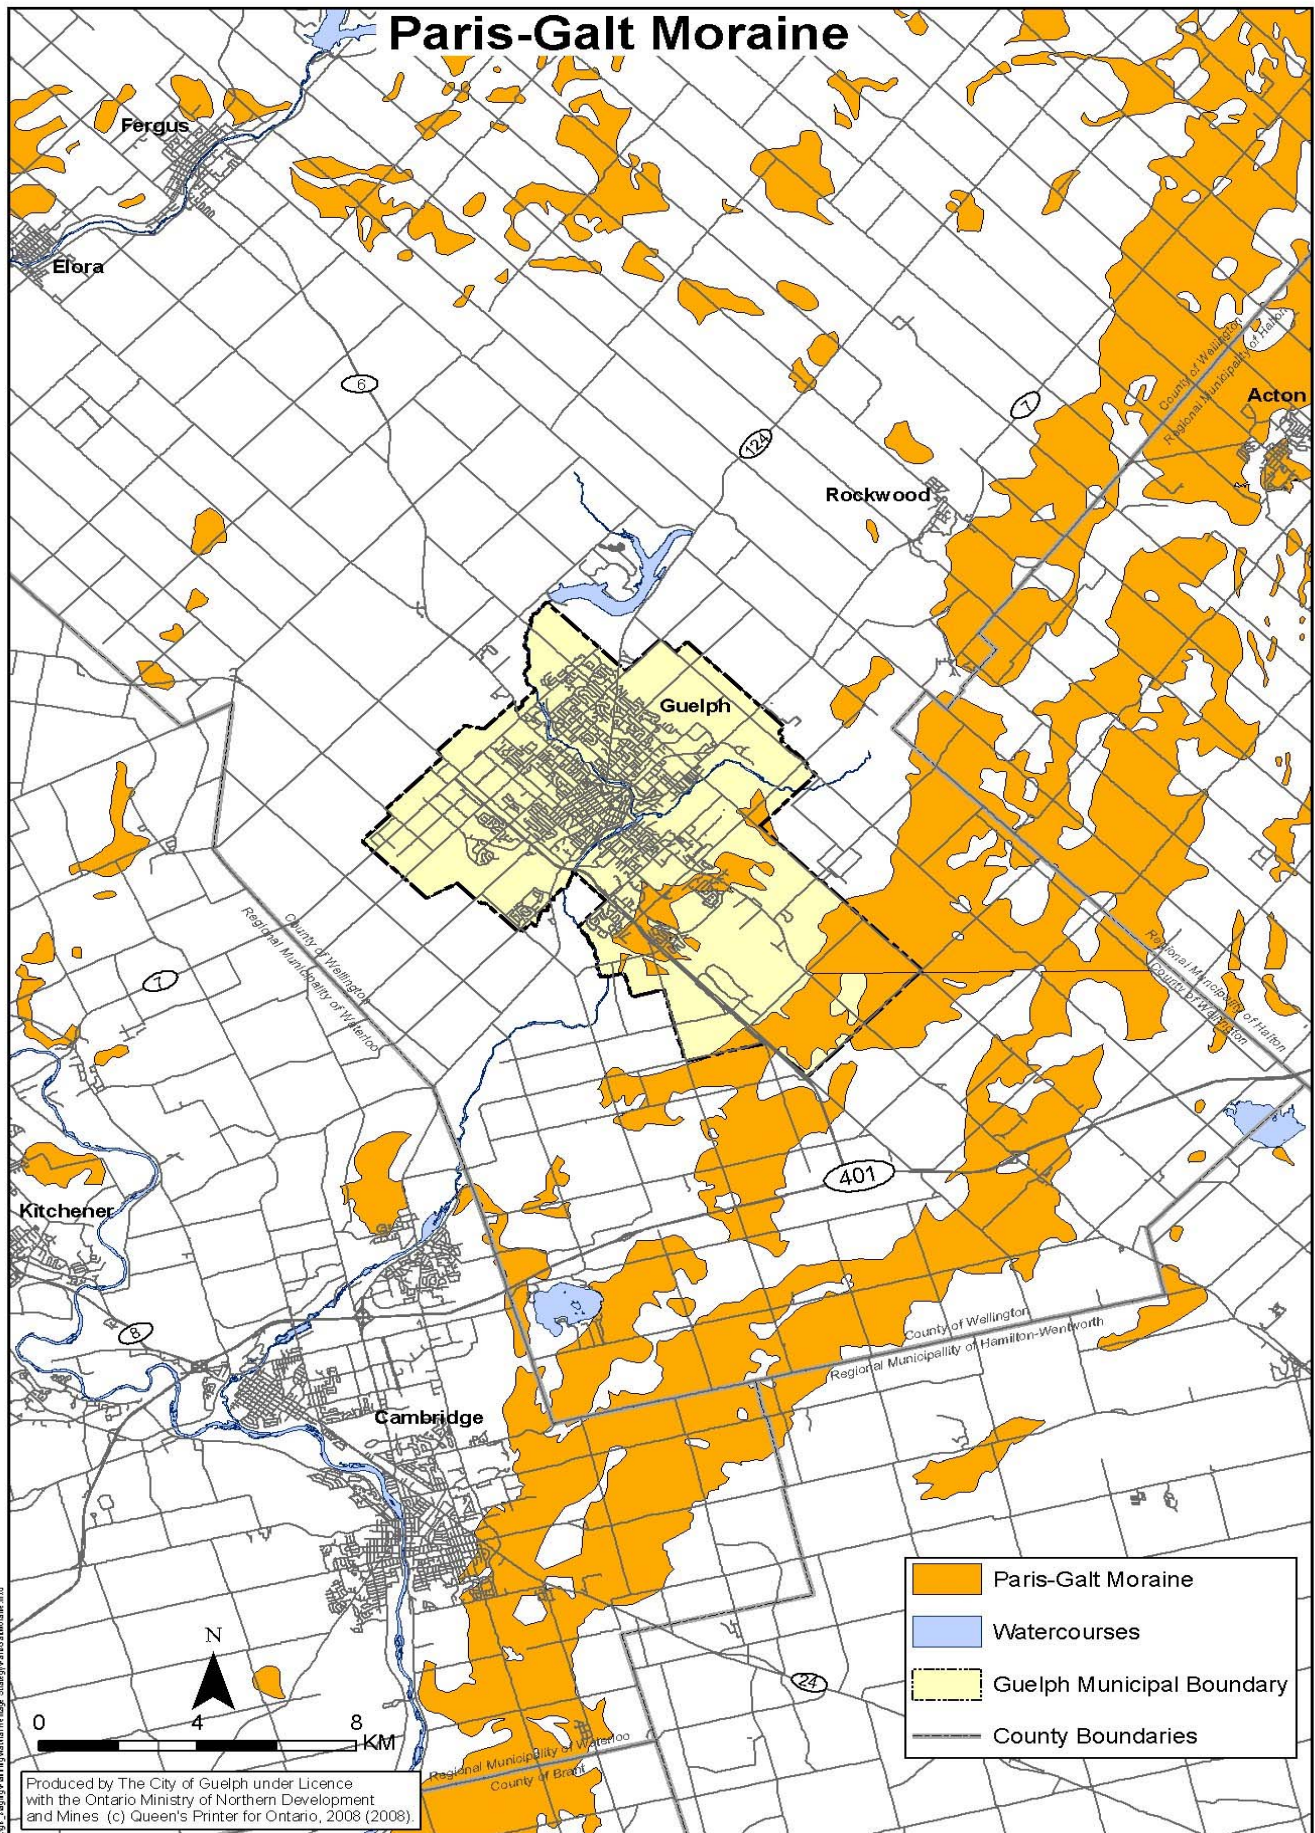 Paris-Galt Moraine
Fergus
Elora
6
124
7
Acton
County of Wellington
Regional Municipality of Halton
Rockwood
Guelph
County of Wellington
Regional Municipality of Waterloo
7
Regional Municipality of Halton
County of Wellington
401
Kitchener
8
Cambridge
County of Wellington
Regional Municipallity of Hamilton-Wentworth
24
Regional Municipality of Waterloo
County of Brant
N
0 4 8
KM
Paris-Galt Moraine
Watercourses
Guelph Municipal Boundary
County Boundaries
Produced by The City of Guelph under Licence
with the Ontario Ministry of Northern Development
and Mines (c) Queen's Printer for Ontario, 2008 (2008).